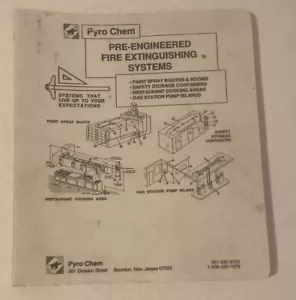 Pyro Chem
PRE-ENGINEERED
FIRE EXTINGUISHING
SYSTEMS
• PAINT SPRAY BOOTHS & ROOMS
• SAFETY STORAGE CONTAINERS
• RESTAURANT COOKING AREAS
• GAS STATION PUMP ISLANDS
SYSTEMS THAT
LIVE UP TO YOUR
EXPECTATIONS
PAINT SPRAY BOOTH
SAFETY
STORAGE
CONTAINERS
RESTAURANT COOKING AREA
GAS STATION PUMP ISLAND
Pyro Chem
Boonton, New Jersey 07005